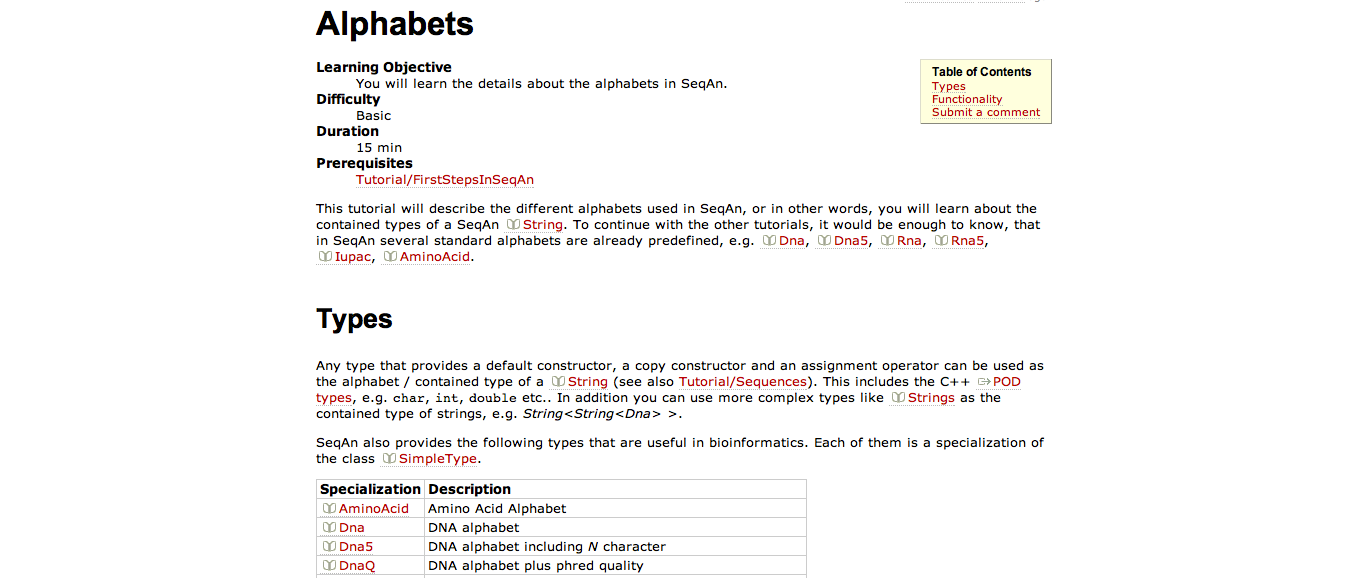 Alphabets
Learning Objective
You will learn the details about the alphabets in SeqAn.
Difficulty
Basic
Duration
15 min
Prerequisites
Tutorial/FirstStepsInSeqAn
Table of Contents
Types
Functionality
Submit a comment
This tutorial will describe the different alphabets used in SeqAn, or in other words, you will learn about the
contained types of a SeqAn String. To continue with the other tutorials, it would be enough to know, that
in SeqAn several standard alphabets are already predefined, e.g. Dna, Dna5, Rna, Rna5,
Iupac, AminoAcid.
Types
Any type that provides a default constructor, a copy constructor and an assignment operator can be used as
the alphabet / contained type of a String (see also Tutorial/Sequences). This includes the C++ POD
types, e.g. char, int, double etc.. In addition you can use more complex types like Strings as the
contained type of strings, e.g. String<String<Dna> >.
SeqAn also provides the following types that are useful in bioinformatics. Each of them is a specialization of
the class SimpleType.
Specialization Description
AminoAcid Amino Acid Alphabet
Dna DNA alphabet
Dna5 DNA alphabet including N character
DnaQ DNA alphabet plus phred quality